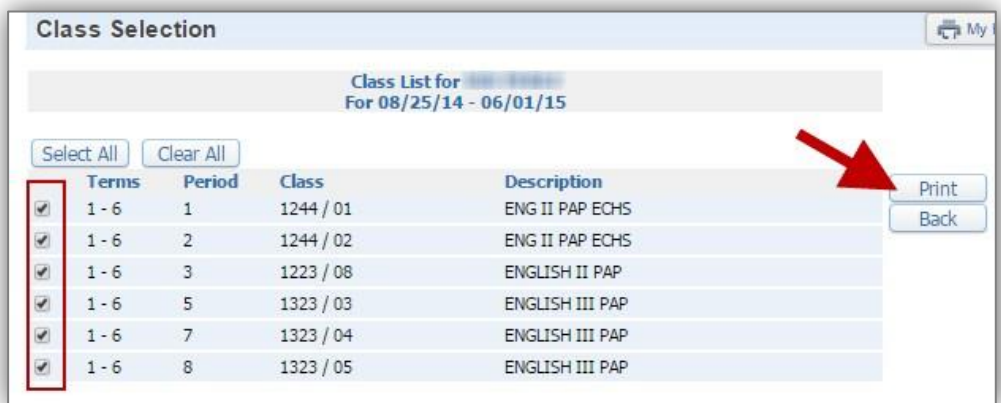 Class Selection
My
Class List for
For 08/25/14 - 06/01/15
Select All Clear All
Terms Period Class Description
Print
1 - 6 1 1244 / 01 ENG II PAP ECHS
Back
1 - 6 2 1244 / 02 ENG II PAP ECHS
1 - 6 3 1223 / 08 ENGLISH II PAP
1 - 6 5 1323 / 03 ENGLISH III PAP
1 - 6 7 1323 / 04 ENGLISH III PAP
1 - 6 8 1323 / 05 ENGLISH III PAP